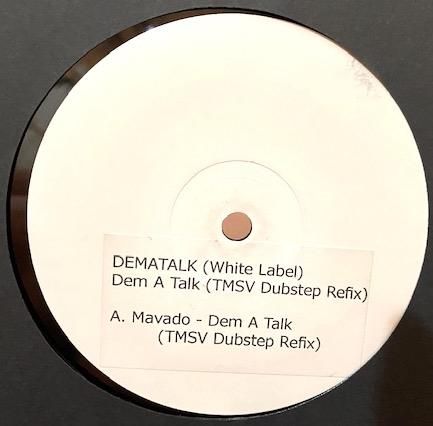 DEMATALK (White Label)
Dem A Talk (TMSV Dubstep Refix)
A. Mavado - Dem A Talk
(TMSV Dubstep Refix)